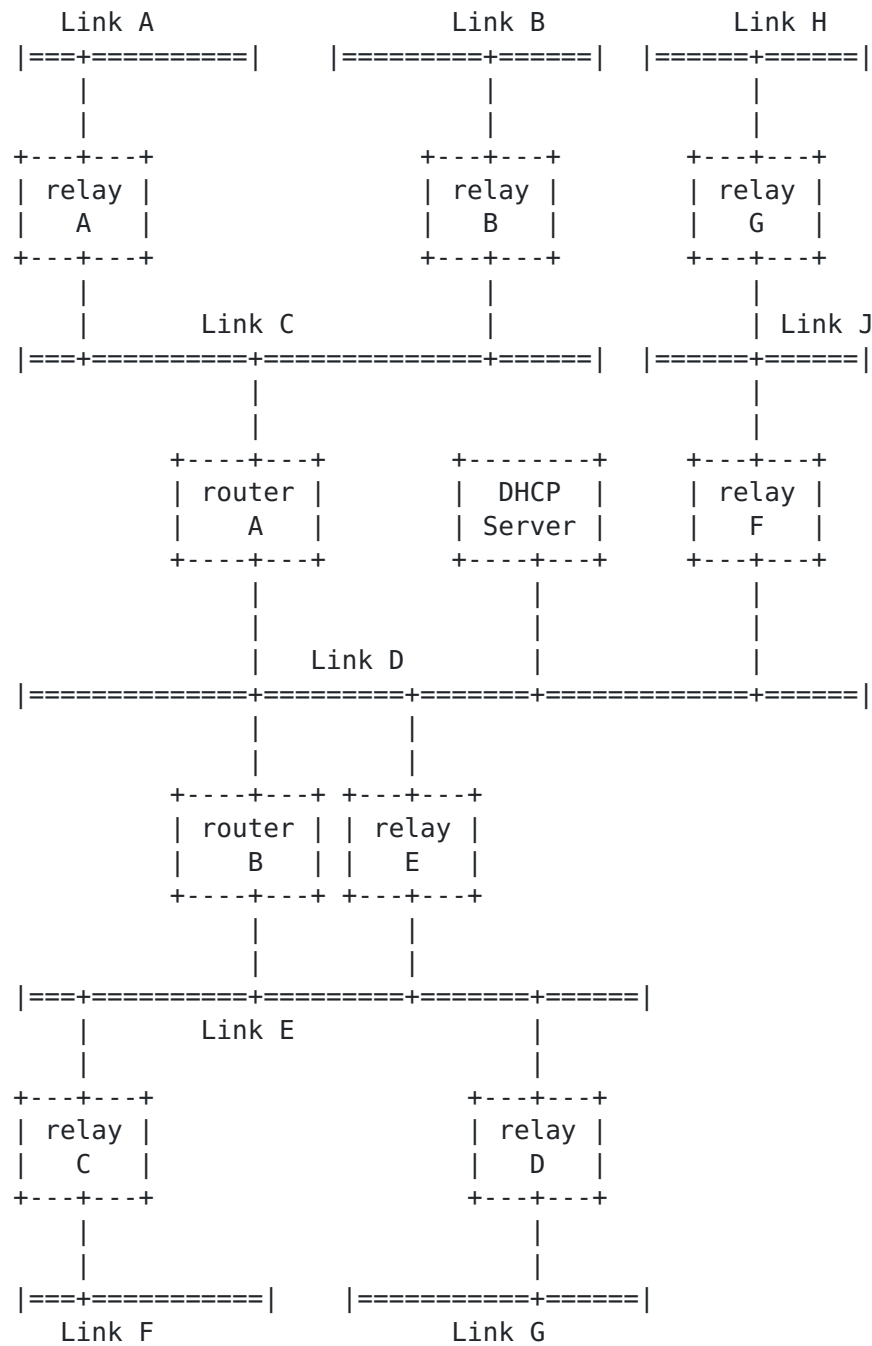 Link A Link B Link H
relay relay relay
A B G
Link C Link J
router DHCP relay
A Server F
Link D
router relay
B E
Link E
relay relay
C D
Link F Link G